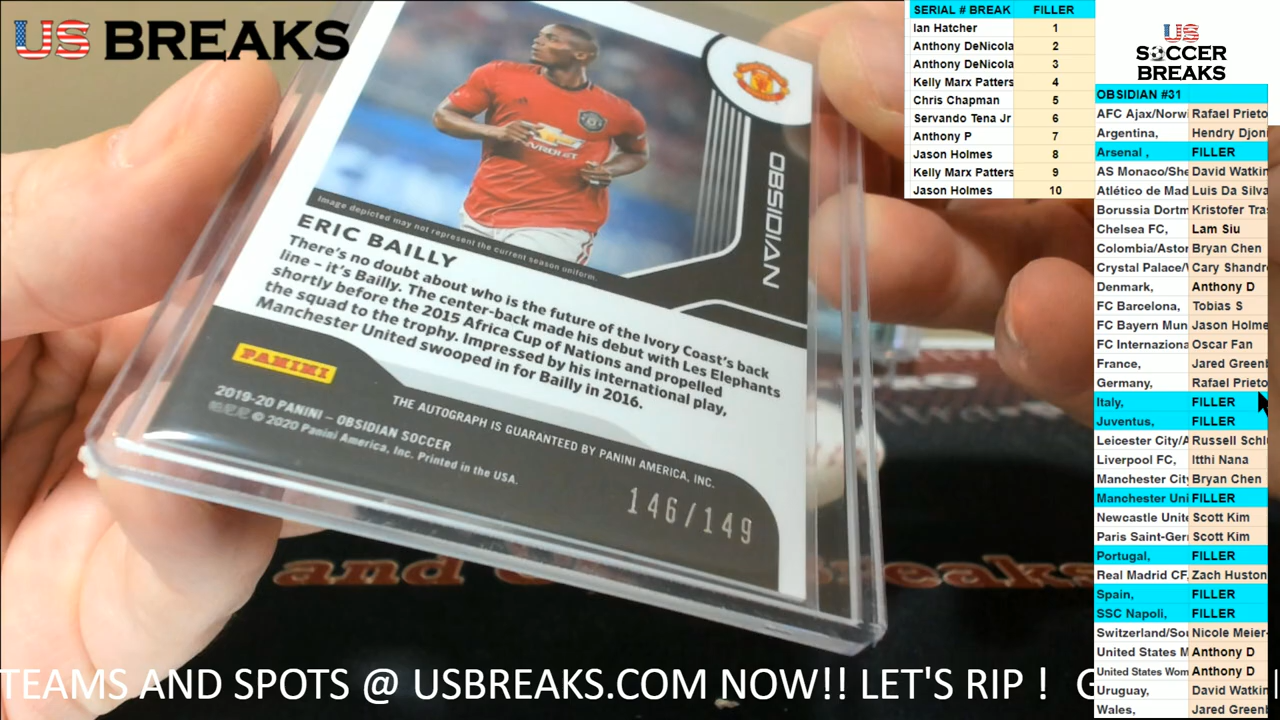 US BREAKS
OBSIDIAN
Image depicted may not represent the current season uniform.
ERIC BAILLY
There's no doubt about who is the future of the Ivory Coast's back
line – it's Bailly. The center-back made his debut with Les Elephants
shortly before the 2015 Africa Cup of Nations and propelled
the squad to the trophy. Impressed by his international play,
Manchester United swooped in for Bailly in 2016.
PANINI
THE AUTOGRAPH IS GUARANTEED BY PANINI AMERICA, INC.
2019-20 PANINI – OBSIDIAN SOCCER
帕尼尼 © 2020 Panini America, Inc. Printed in the USA.
146/149
CHEVROLET
SERIAL # BREAK FILLER
Ian Hatcher 1
Anthony DeNicola 2
Anthony DeNicola 3
Kelly Marx Patters 4
Chris Chapman 5
Servando Tena Jr 6
Anthony P 7
Jason Holmes 8
Kelly Marx Patters 9
Jason Holmes 10
US
SOCCER
BREAKS
OBSIDIAN #31
AFC Ajax/Norwi Rafael Prieto
Argentina, Hendry Djoni
Arsenal , FILLER
AS Monaco/She David Watkin
Atlético de Mad Luis Da Silva
Borussia Dortm Kristofer Tra
Chelsea FC, Lam Siu
Colombia/Astor Bryan Chen
Crystal Palace/ Cary Shandr
Denmark, Anthony D
FC Barcelona, Tobias S
FC Bayern Mun Jason Holme
FC Internaziona Oscar Fan
France, Jared Green
Germany, Rafael Prieto
Italy, FILLER
Juventus, FILLER
Leicester City/A Russell Schl
Liverpool FC, Itthi Nana
Manchester City Bryan Chen
Manchester Uni FILLER
Newcastle Unite Scott Kim
Paris Saint-Ger Scott Kim
Portugal, FILLER
Real Madrid CF, Zach Huston
Spain, FILLER
SSC Napoli, FILLER
Switzerland/Sou Nicole Meier-
United States M Anthony D
United States Wom Anthony D
Uruguay, David Watkin
Wales, Jared Green
and breaks
TEAMS AND SPOTS @ USBREAKS.COM NOW!! LET'S RIP ! G